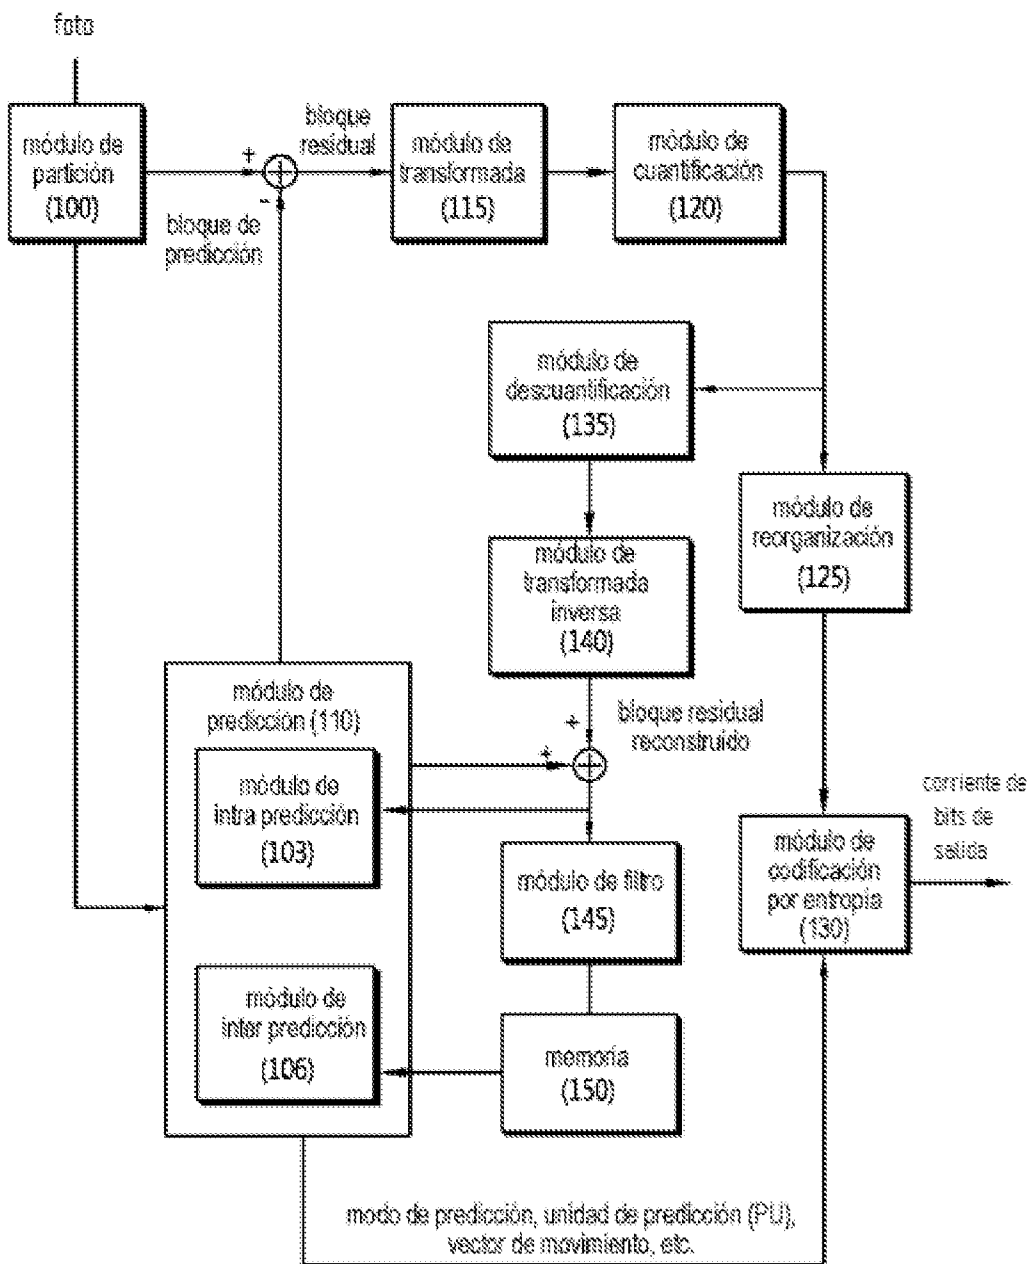 foto
módulo de
partición
(100)
bloque
residual
módulo de
transformada
(115)
módulo de
cuantificación
(120)
+
-
bloque de
predicción
módulo de
descuantificación
(135)
módulo de
reorganización
(125)
módulo de
transformada
inversa
(140)
módulo de
predicción (110)
+
bloque residual
reconstruido
+
módulo de
intra predicción
(103)
corriente de
bits de
salida
módulo de
codificación
por entropía
(130)
módulo de filtro
(145)
módulo de
inter predicción
(106)
memoria
(150)
modo de predicción, unidad de predicción (PU),
vector de movimiento, etc.